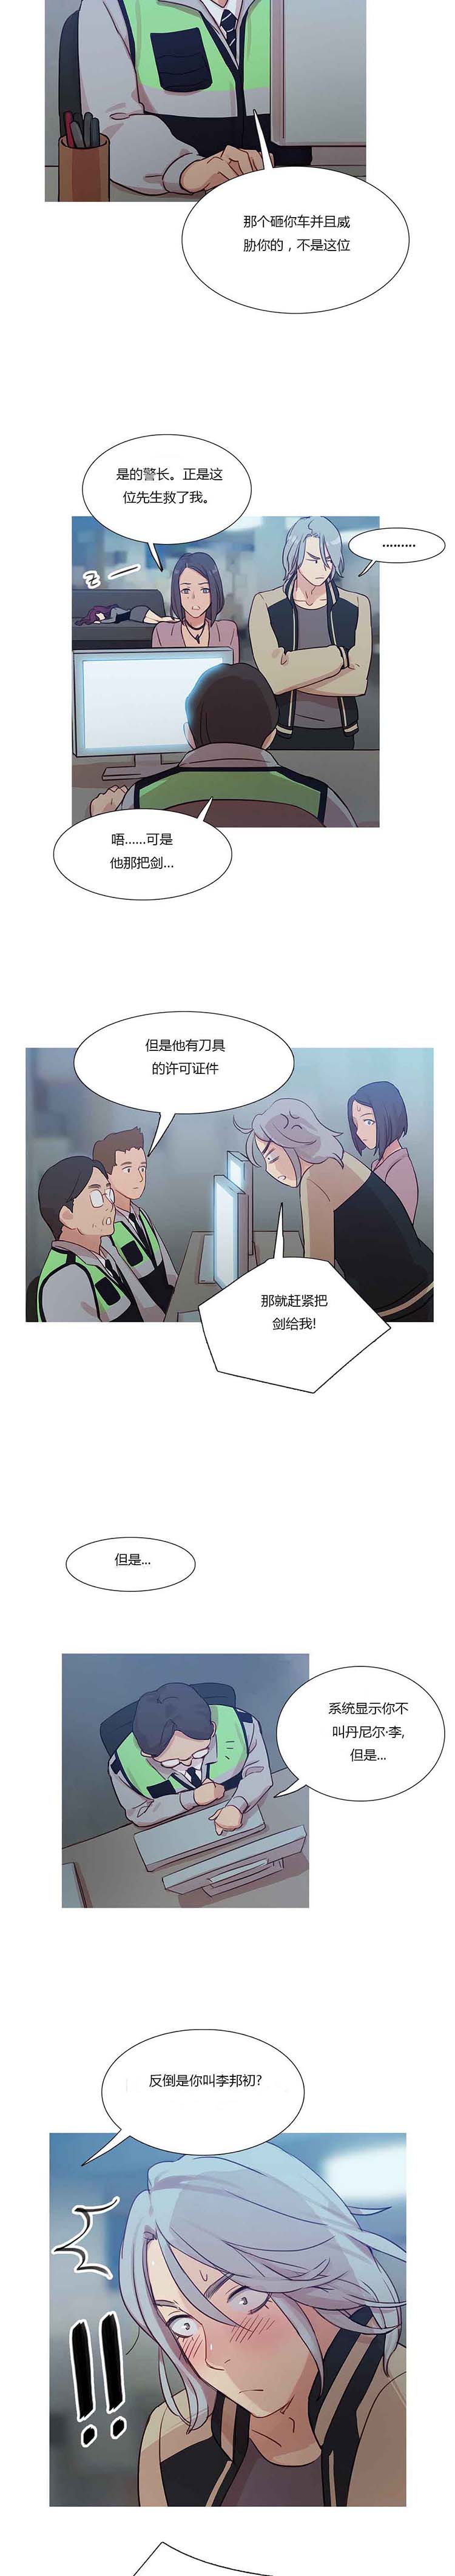 那个砸你车并且威
胁你的，不是这位
是的警长。正是这
位先生救了我。
………
z
唔……可是
他那把剑...
但是他有刀具
的许可证件
那就赶紧把
剑给我!
但是...
系统显示你不
叫丹尼尔·李,
但是...
反倒是你叫李邦初?
!!